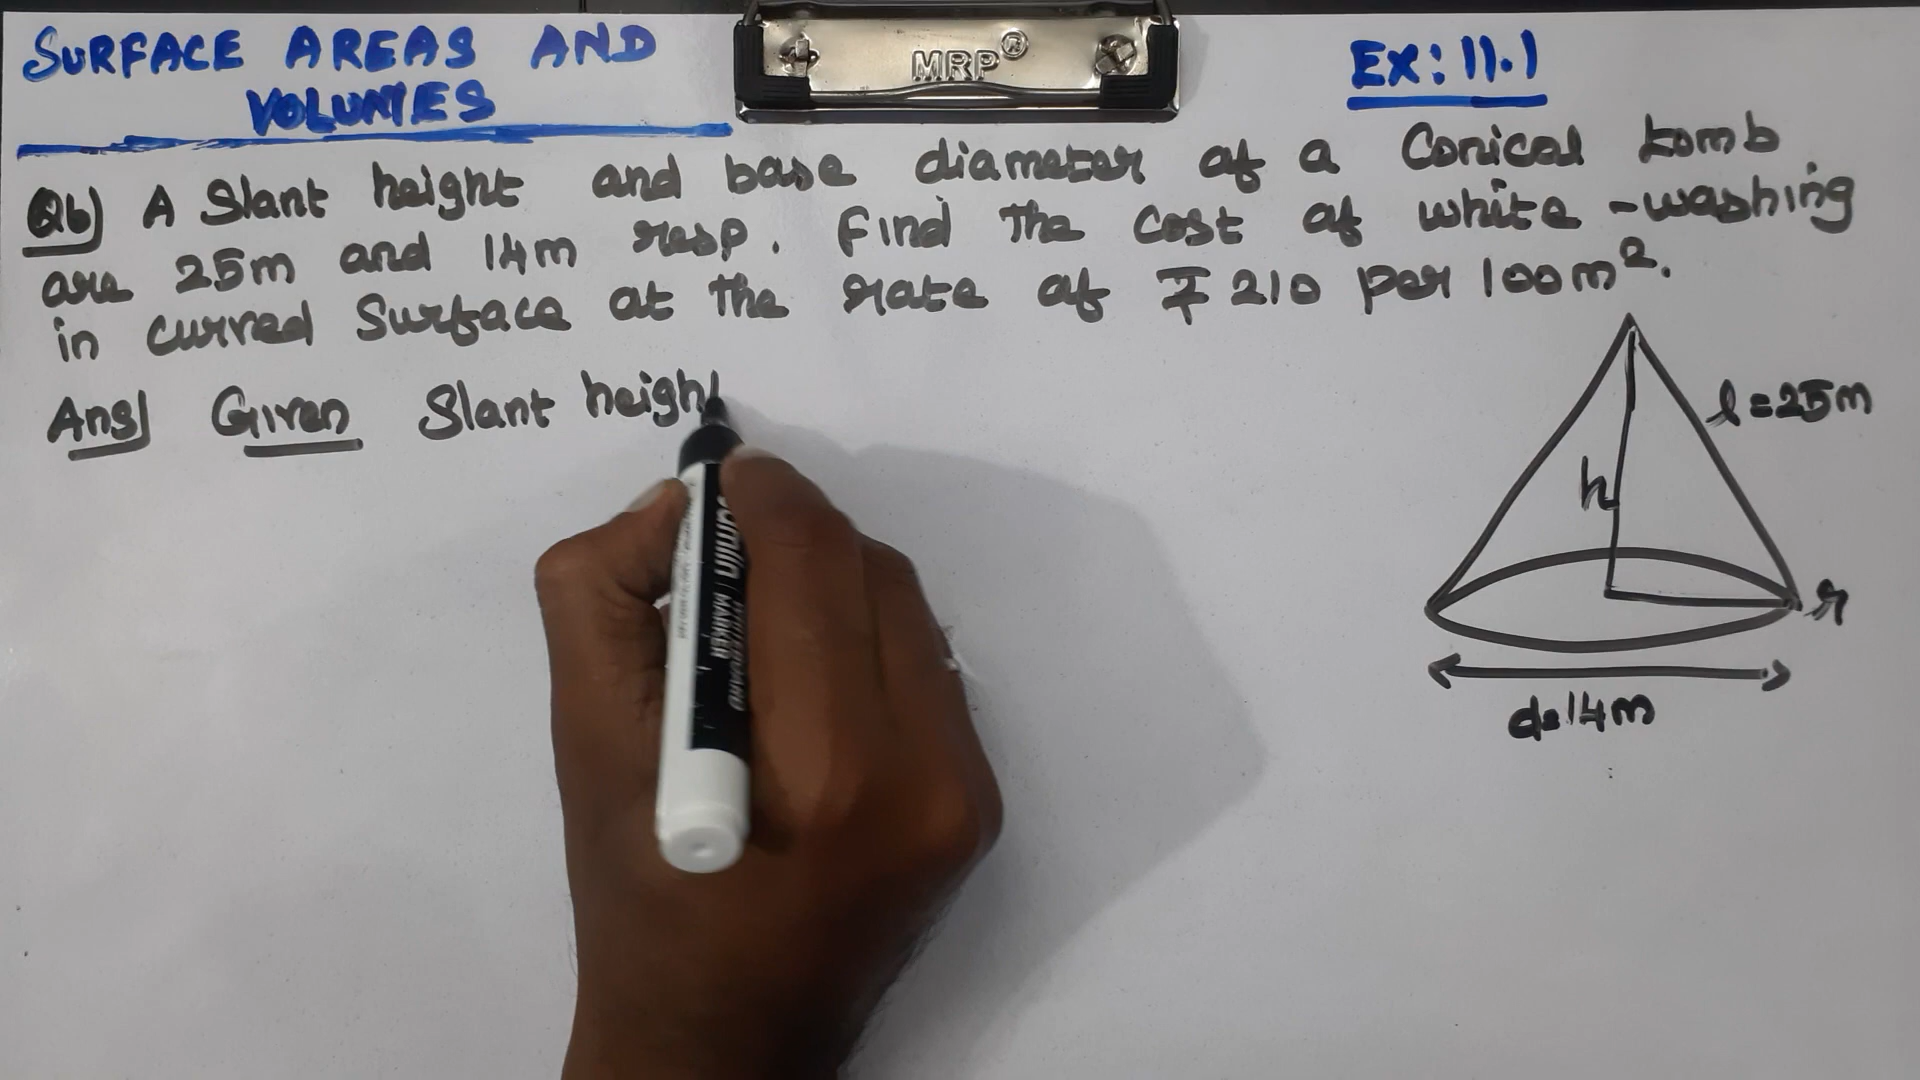 SURFACE AREAS AND
VOLUMES
MRP®
EX: 11.1
Q6) A Slant height and base diameter of a Conical tomb
are 25m and 14m resp. Find the cost of white-washing
in curved Surface at the rate of ₹ 210 per 100m².
Ans) Given Slant height
l=25m
h
r
d=14m
MARKER